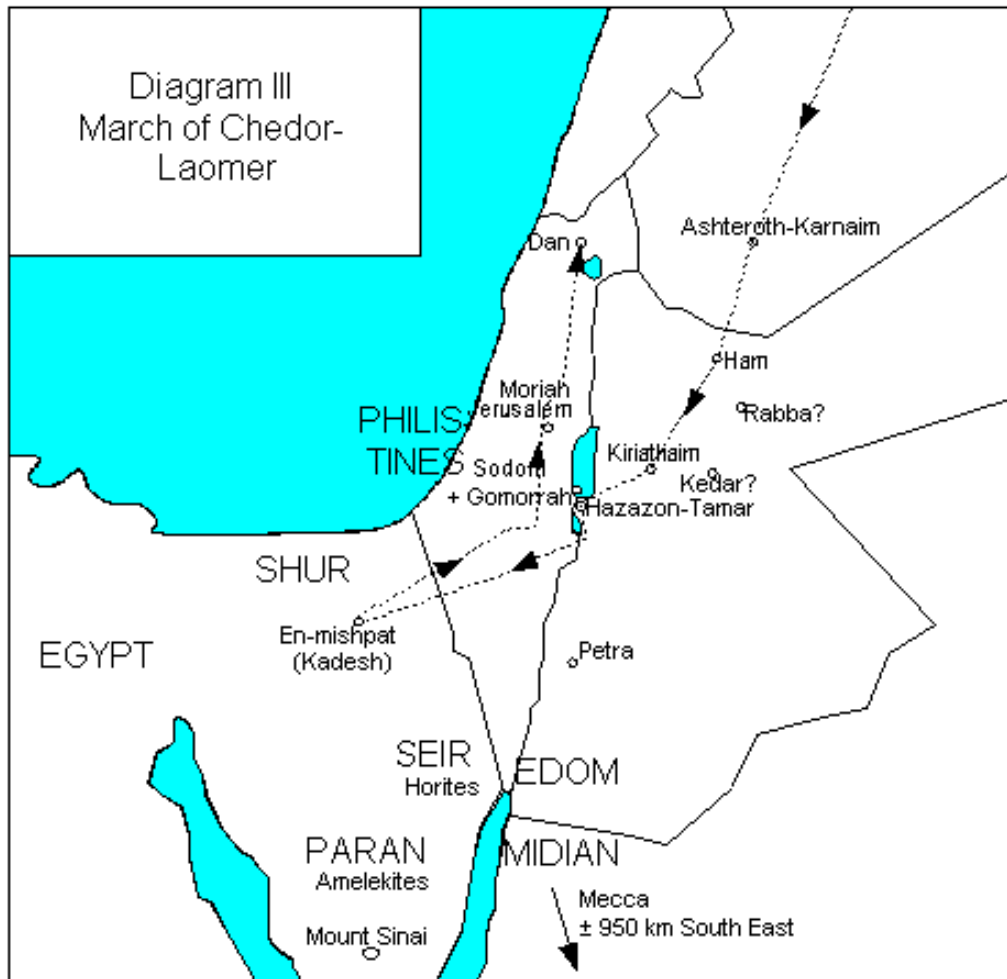 Diagram III
March of Chedor-
Laomer
Dan
Ashteroth-Karnaim
Ham
Moriah
Jerusalem
Rabba?
PHILIS-
TINES
Kiriathaim
Kedar?
Sodom
+ Gomorrah
Hazazon-Tamar
SHUR
En-mishpat
(Kadesh)
EGYPT
Petra
SEIR
Horites
EDOM
PARAN
Amelekites
MIDIAN
Mecca
± 950 km South East
Mount Sinai